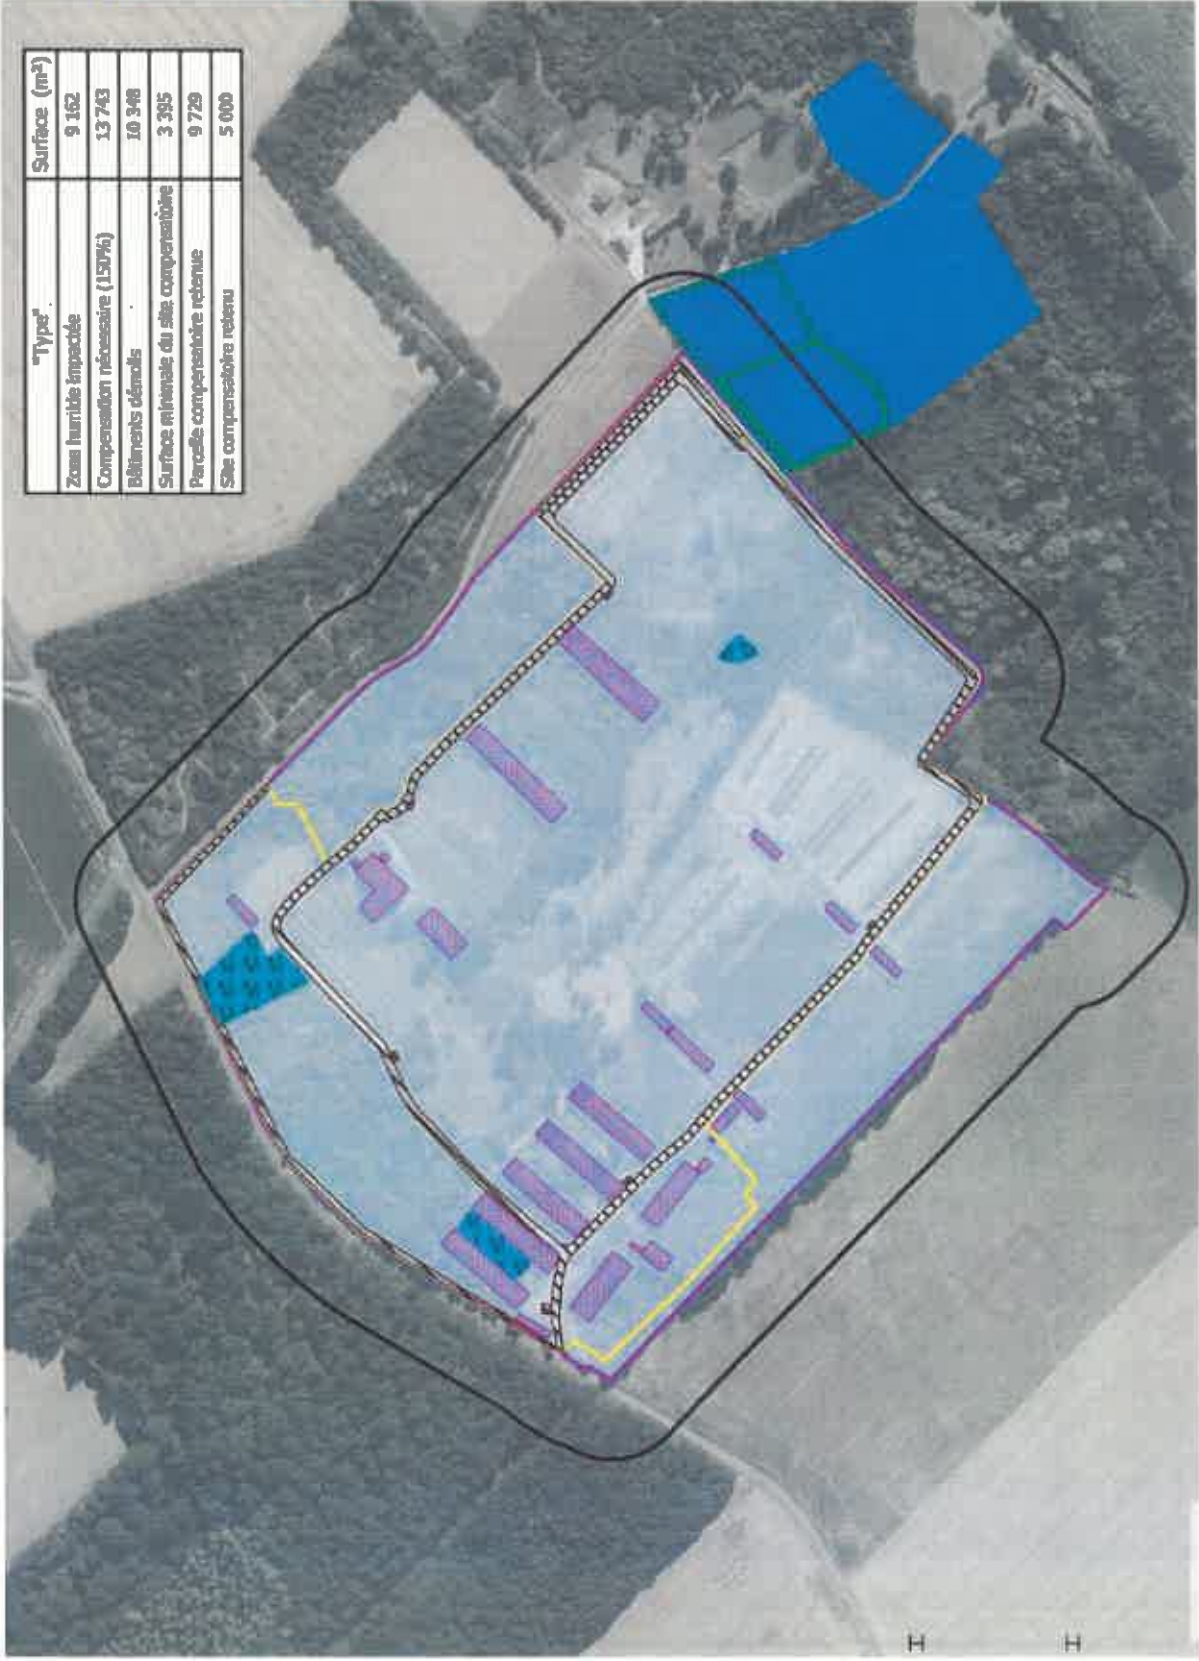 "Type" Surface (m²)
Zone humide impactée 9 162
Compensation nécessaire (150%) 13 743
Bâtiments démolis 10 348
Surface minimale du site compensatoire 3 395
Parcelle compensatoire retenue 9 729
Site compensatoire retenu 5 000